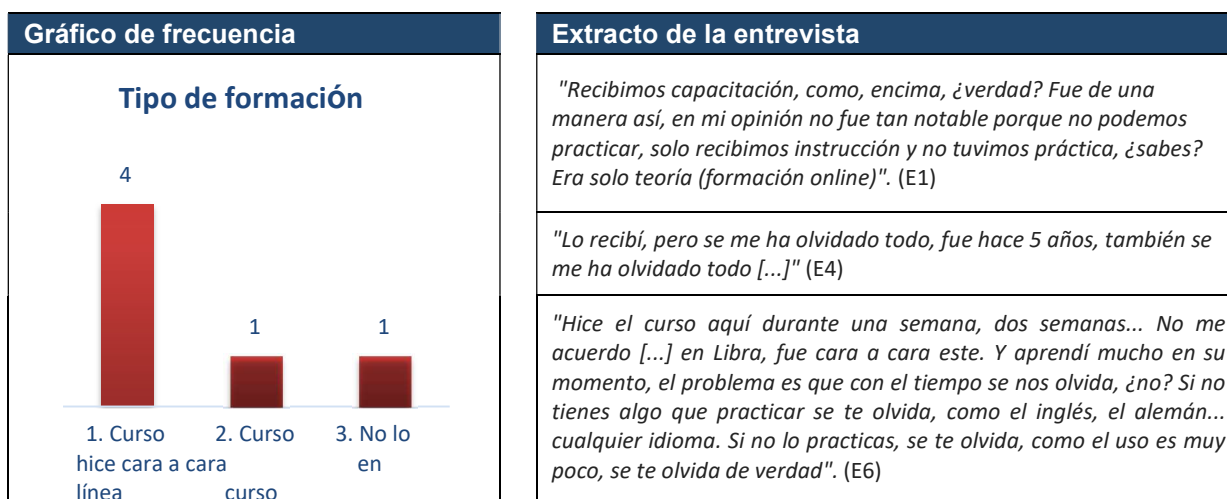 Gráfico de frecuencia
Tipo de formación
4
1
1
1. Curso 2. Curso 3. No lo
hice cara a cara en
línea curso
Extracto de la entrevista
"Recibimos capacitación, como, encima, ¿verdad? Fue de una
manera así, en mi opinión no fue tan notable porque no podemos
practicar, solo recibimos instrucción y no tuvimos práctica, ¿sabes?
Era solo teoría (formación online)". (E1)
"Lo recibí, pero se me ha olvidado todo, fue hace 5 años, también se
me ha olvidado todo [...]" (E4)
"Hice el curso aquí durante una semana, dos semanas... No me
acuerdo [...] en Libra, fue cara a cara este. Y aprendí mucho en su
momento, el problema es que con el tiempo se nos olvida, ¿no? Si no
tienes algo que practicar se te olvida, como el inglés, el alemán...
cualquier idioma. Si no lo practicas, se te olvida, como el uso es muy
poco, se te olvida de verdad". (E6)